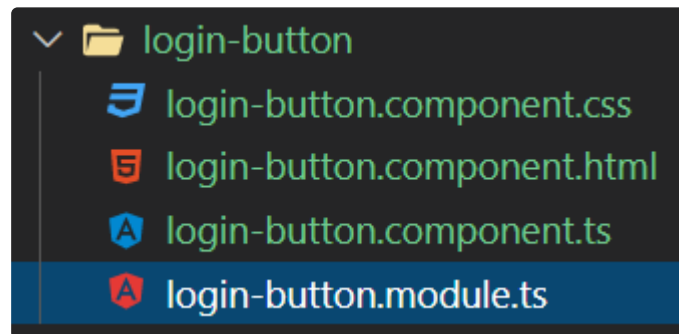 login-button
login-button.component.css
login-button.component.html
login-button.component.ts
login-button.module.ts